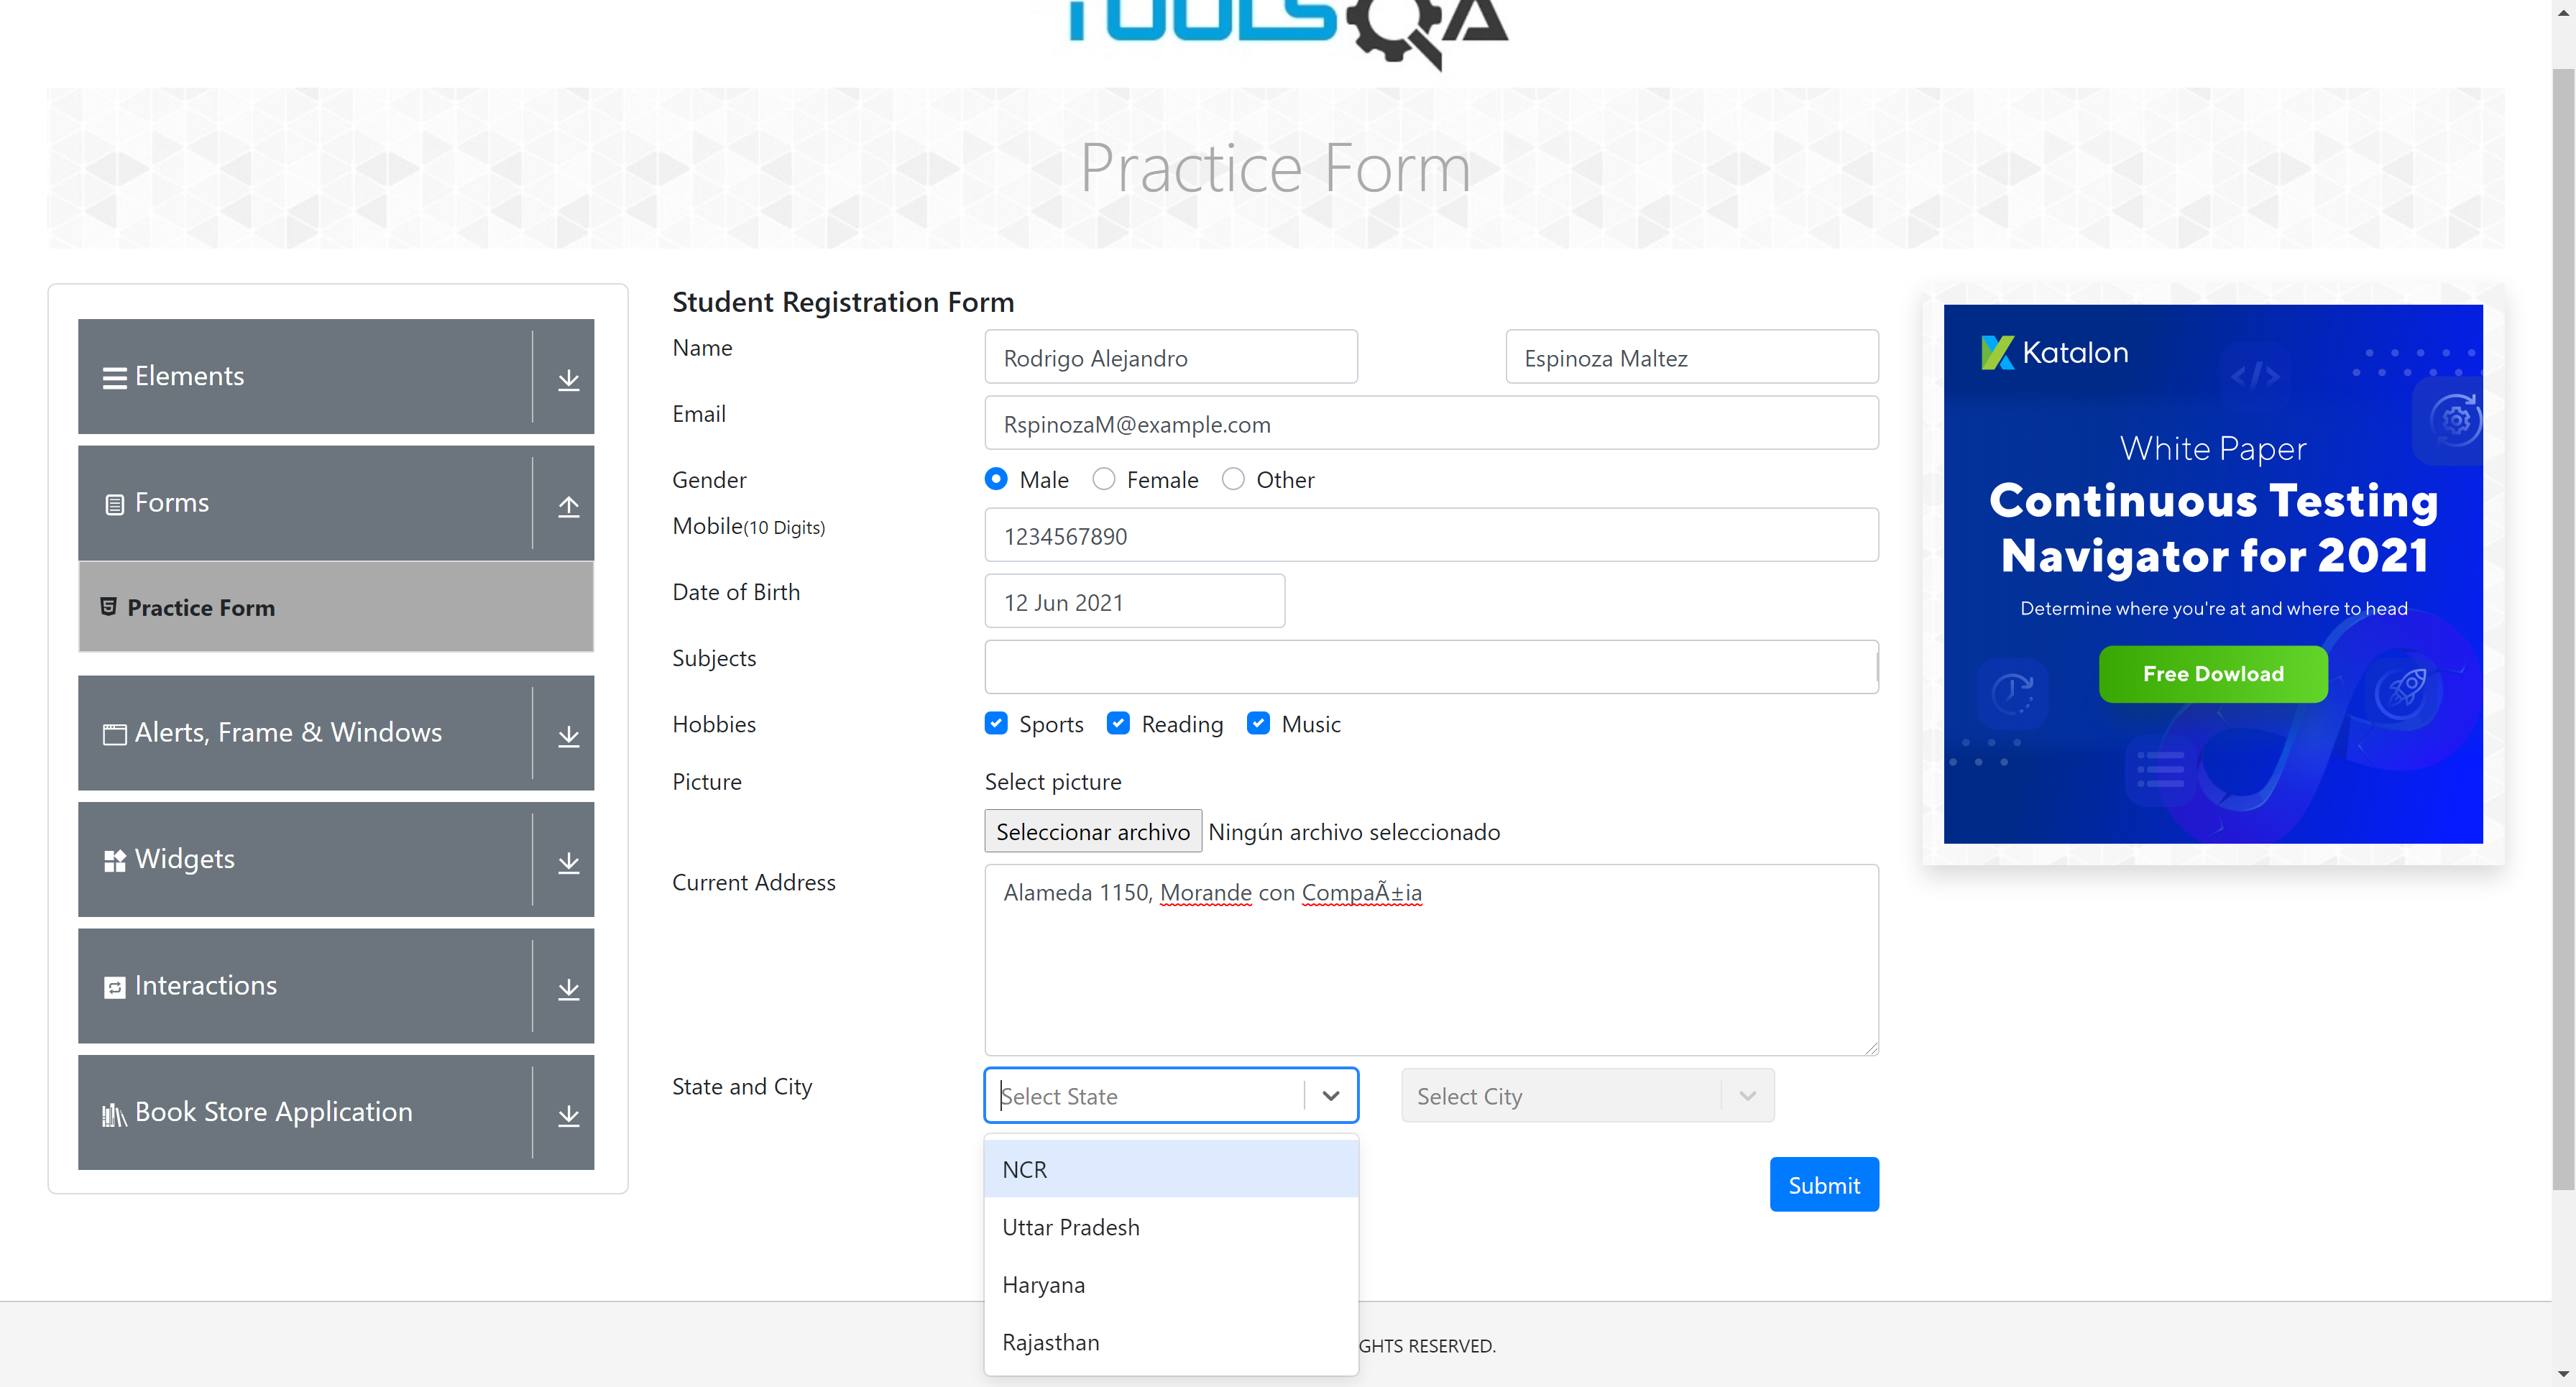 TOOLSQA
Practice Form
Elements
Forms
Practice Form
Alerts, Frame & Windows
Widgets
Interactions
Book Store Application
Student Registration Form
Name Rodrigo Alejandro Espinoza Maltez
Email RspinozaM@example.com
Gender Male Female Other
Mobile(10 Digits) 1234567890
Date of Birth 12 Jun 2021
Subjects
Hobbies Sports Reading Music
Picture Select picture
Seleccionar archivo Ningún archivo seleccionado
Current Address Alameda 1150, Morande con CompaÃ±ia
State and City Select State Select City
NCR
Uttar Pradesh
Haryana
Rajasthan
Submit
Katalon
White Paper
Continuous Testing
Navigator for 2021
Determine where you're at and where to head
Free Dowload
GHTS RESERVED.